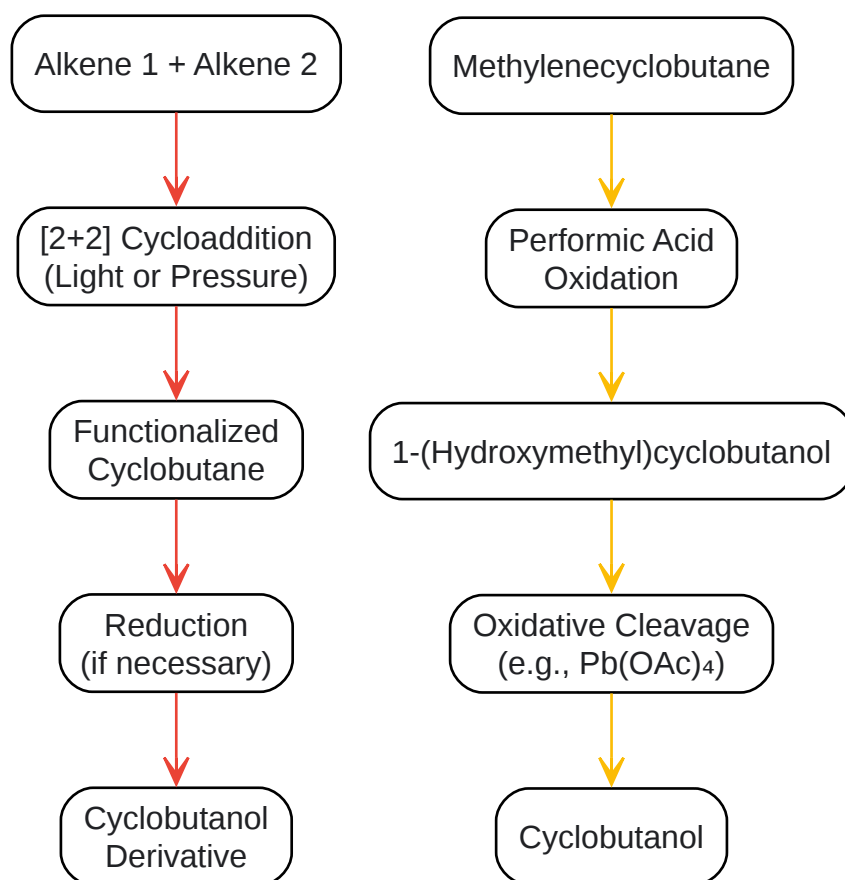 Alkene 1 + Alkene 2
[2+2] Cycloaddition
(Light or Pressure)
Functionalized
Cyclobutane
Reduction
(if necessary)
Cyclobutanol
Derivative
Methylenecyclobutane
Performic Acid
Oxidation
1-(Hydroxymethyl)cyclobutanol
Oxidative Cleavage
(e.g., Pb(OAc)₄)
Cyclobutanol